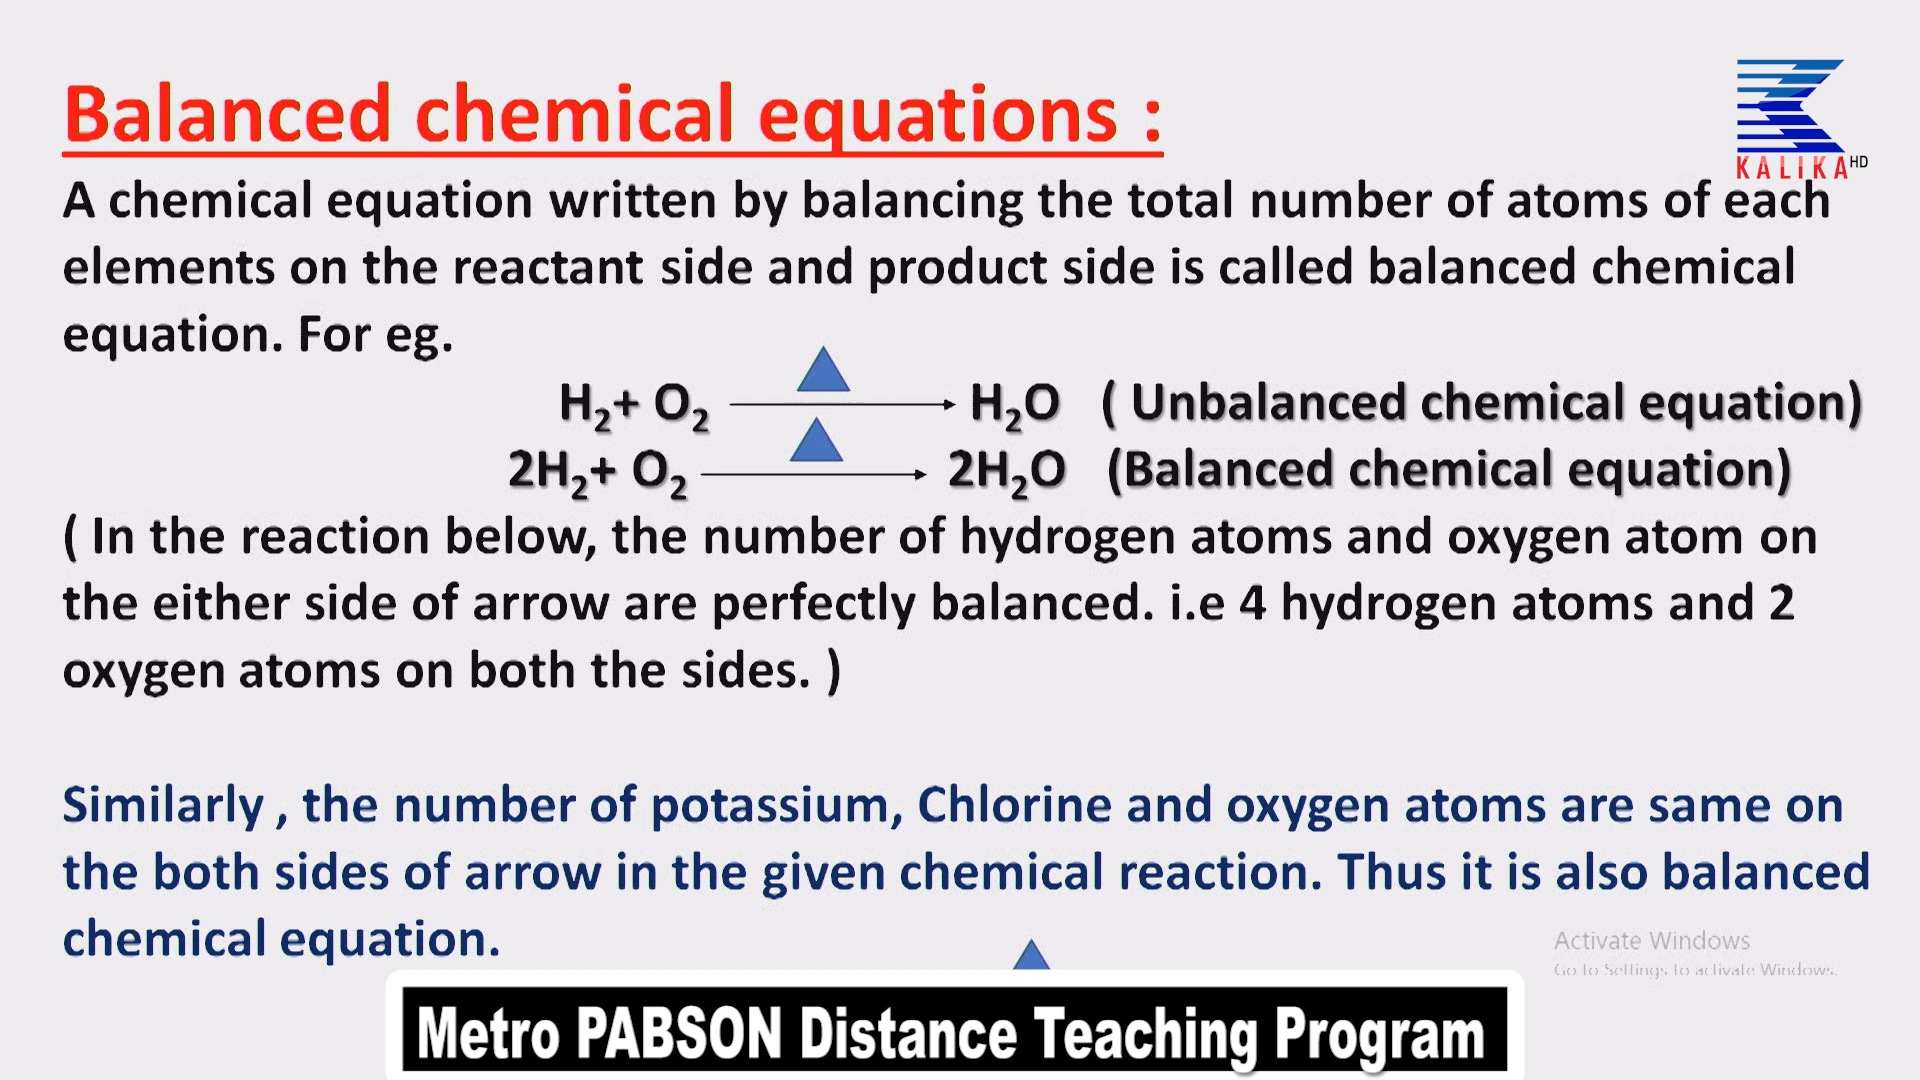 Balanced chemical equations :
KALIKA HD
A chemical equation written by balancing the total number of atoms of each
elements on the reactant side and product side is called balanced chemical
equation. For eg.
H₂+ O₂ ⟶ H₂O ( Unbalanced chemical equation)
2H₂+ O₂ ⟶ 2H₂O (Balanced chemical equation)
( In the reaction below, the number of hydrogen atoms and oxygen atom on
the either side of arrow are perfectly balanced. i.e 4 hydrogen atoms and 2
oxygen atoms on both the sides. )
Similarly , the number of potassium, Chlorine and oxygen atoms are same on
the both sides of arrow in the given chemical reaction. Thus it is also balanced
chemical equation.
Activate Windows
Go to Settings to activate Windows.
Metro PABSON Distance Teaching Program